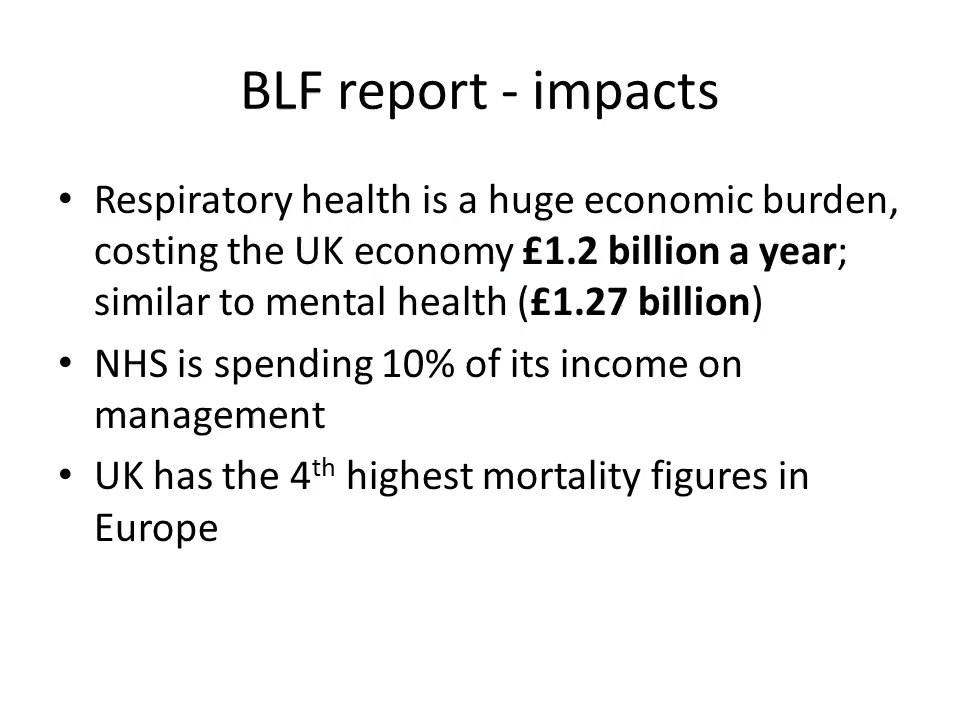 BLF report - impacts
• Respiratory health is a huge economic burden,
costing the UK economy £1.2 billion a year;
similar to mental health (£1.27 billion)
• NHS is spending 10% of its income on
management
• UK has the 4th highest mortality figures in
Europe